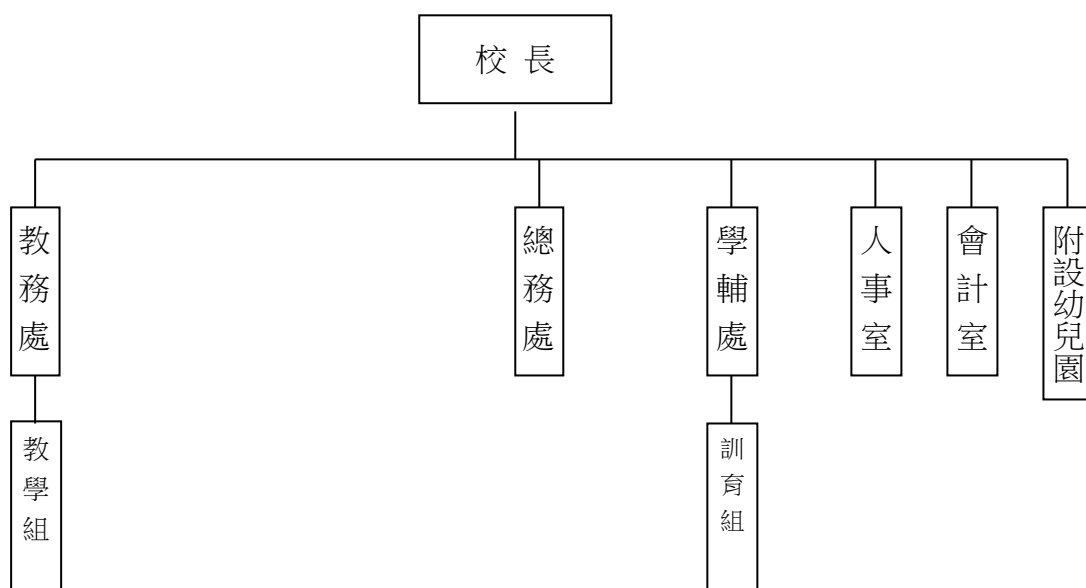 校 長
教務處
總務處
學輔處
人事室
會計室
附設幼兒園
教學組
訓育組